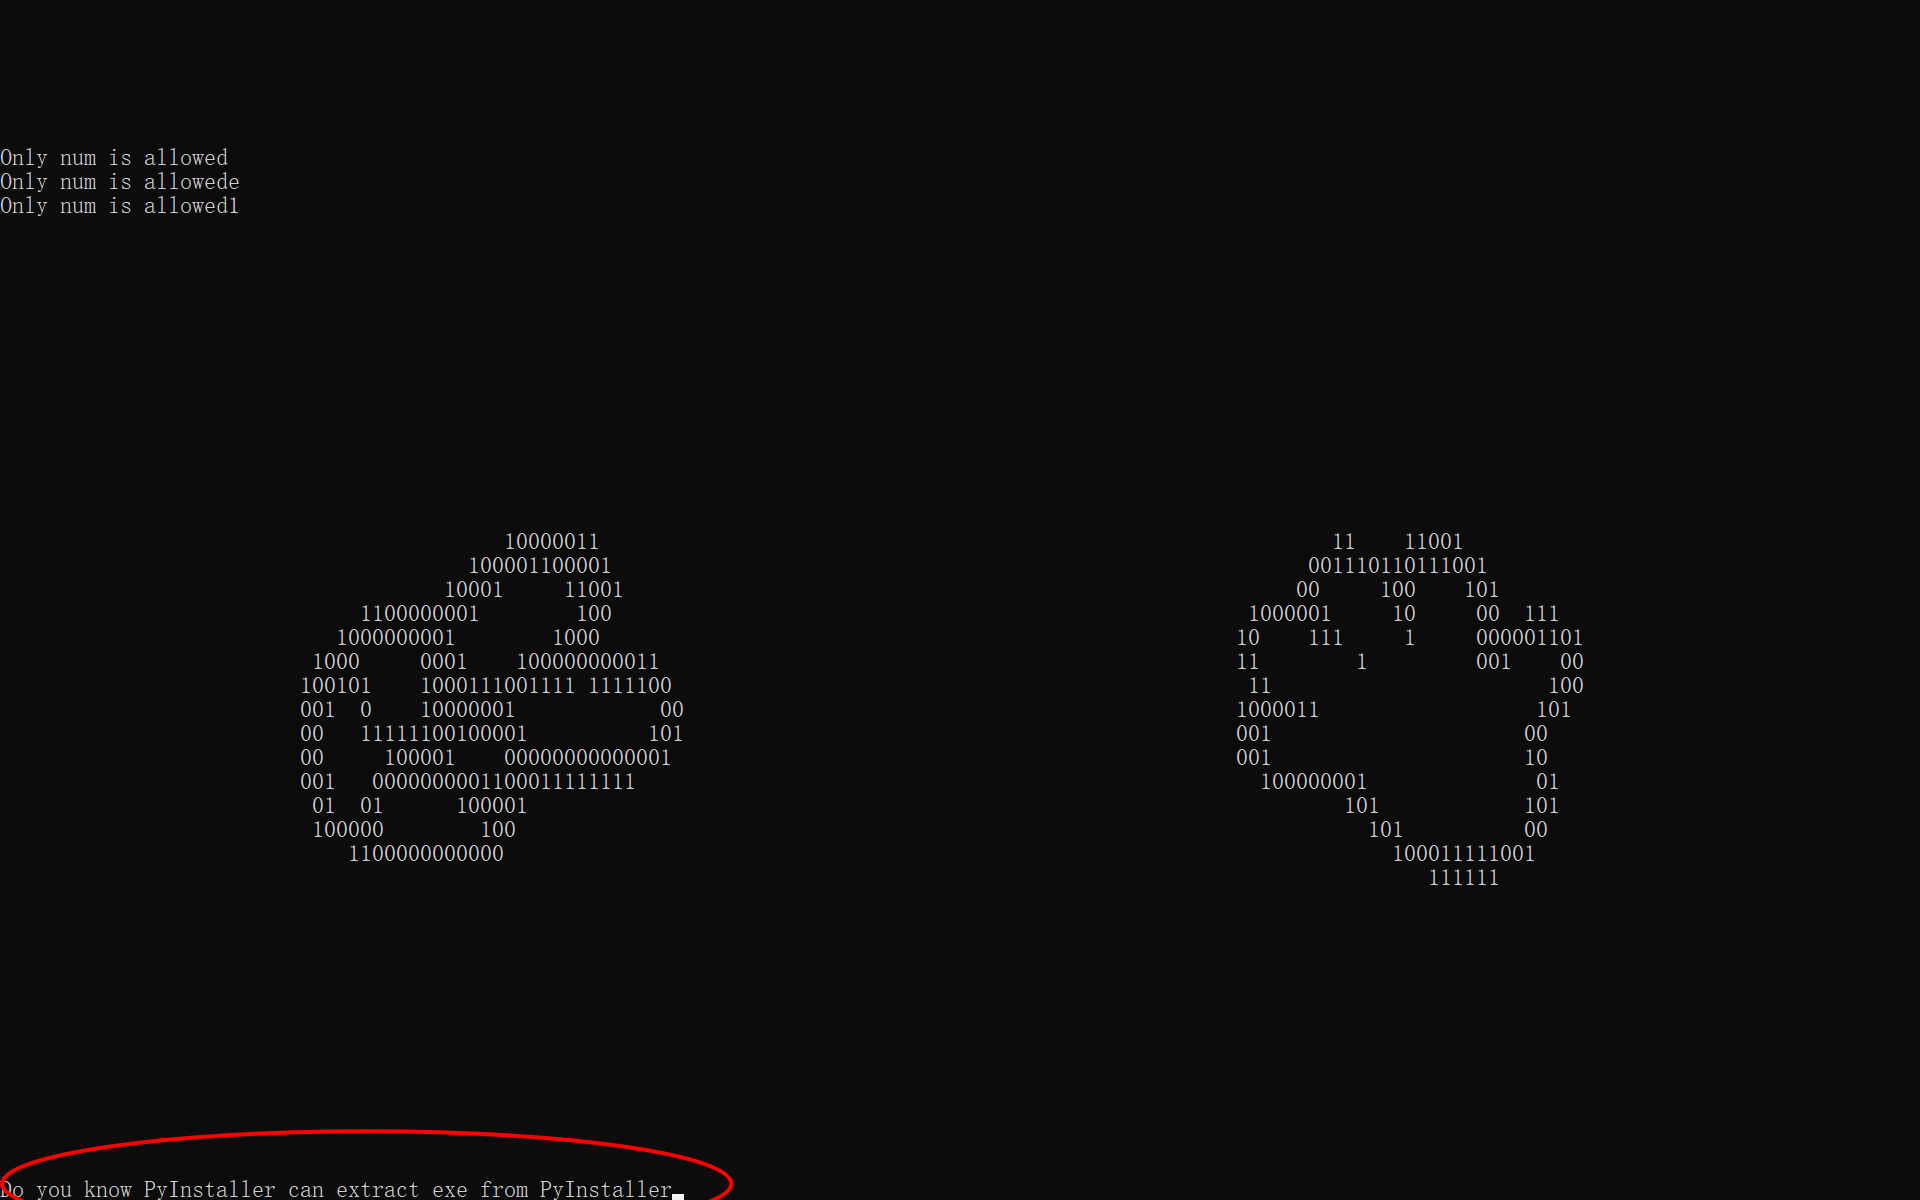 Only num is allowed
Only num is allowede
Only num is allowed1
10000011 11 11001
100001100001 001110110111001
10001 11001 00 100 101
1100000001 100 1000001 10 00 111
1000000001 1000 10 111 1 000001101
1000 0001 100000000011 11 1 001 00
100101 1000111001111 1111100 11 100
001 0 10000001 00 1000011 101
00 11111100100001 101 001 00
00 100001 00000000000001 001 10
001 0000000001100011111111 100000001 01
01 01 100001 101 101
100000 100 101 00
1100000000000 100011111001
111111
Do you know PyInstaller can extract exe from PyInstaller